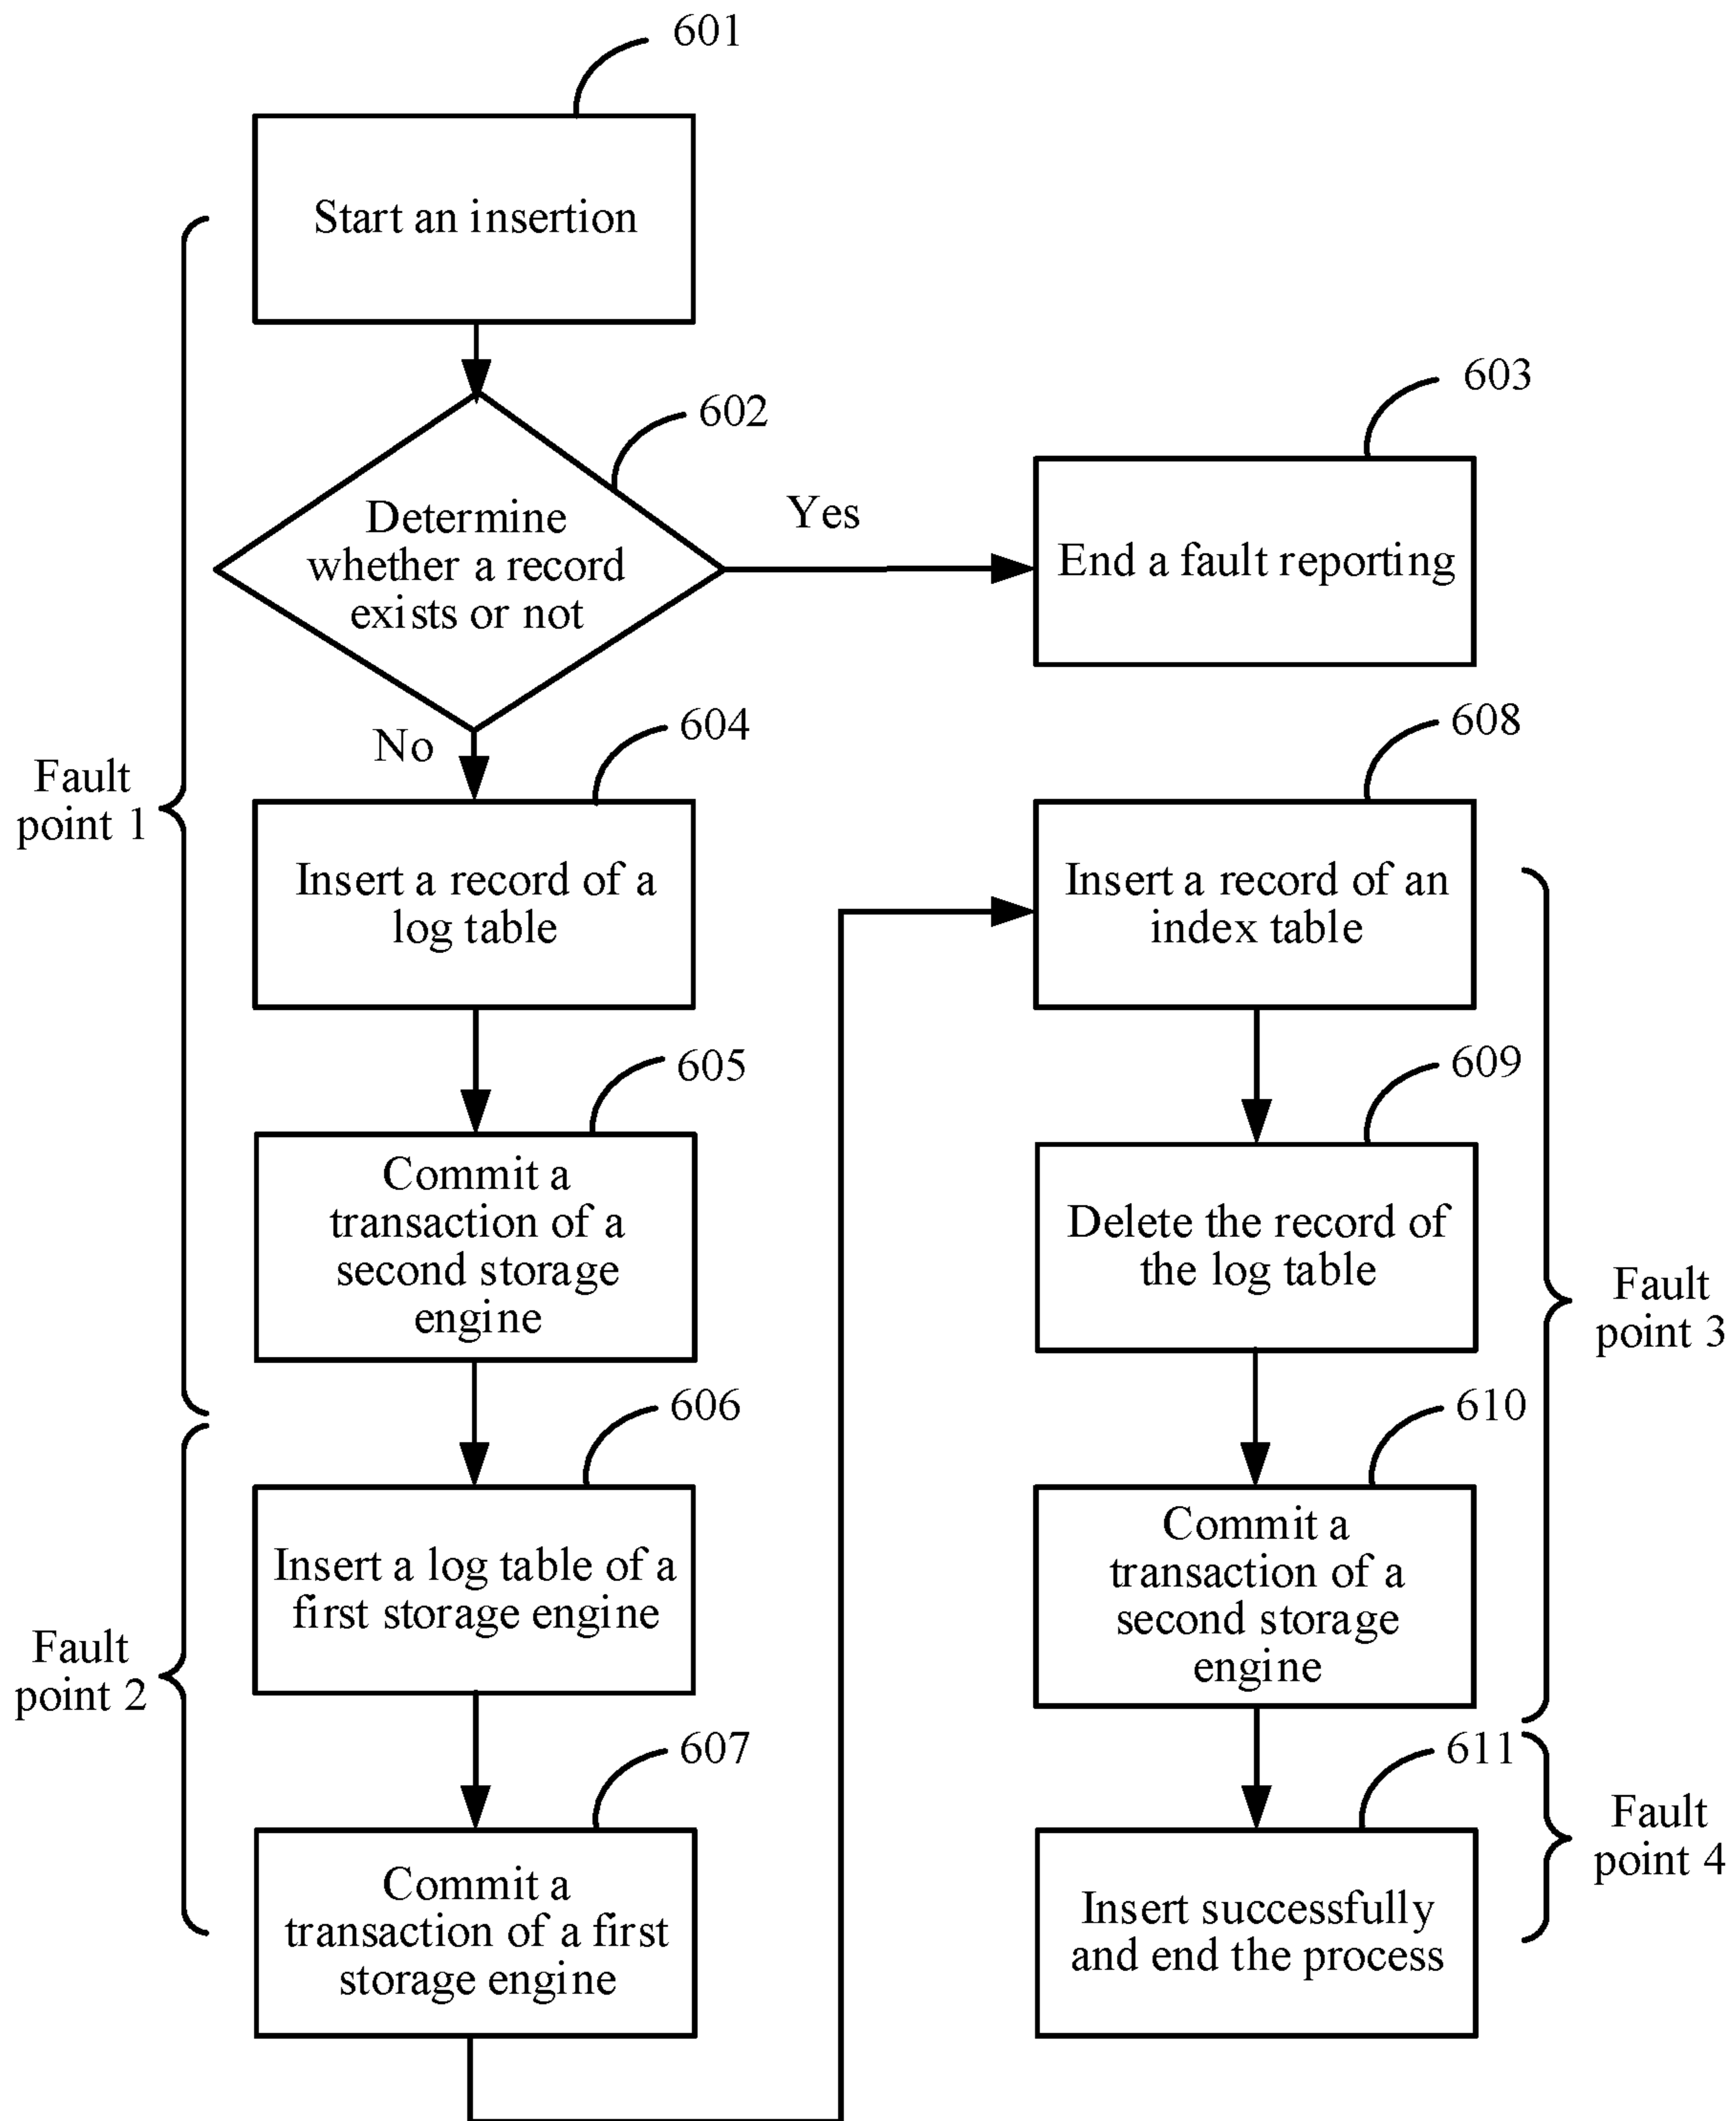 601
Start an insertion
602
Determine
whether a record
exists or not
Yes
603
End a fault reporting
No
604
Insert a record of a
log table
605
Commit a
transaction of a
second storage
engine
Fault
point 1
606
Insert a log table of a
first storage engine
607
Commit a
transaction of a first
storage engine
Fault
point 2
608
Insert a record of an
index table
609
Delete the record of
the log table
610
Commit a
transaction of a
second storage
engine
Fault
point 3
611
Insert successfully
and end the process
Fault
point 4